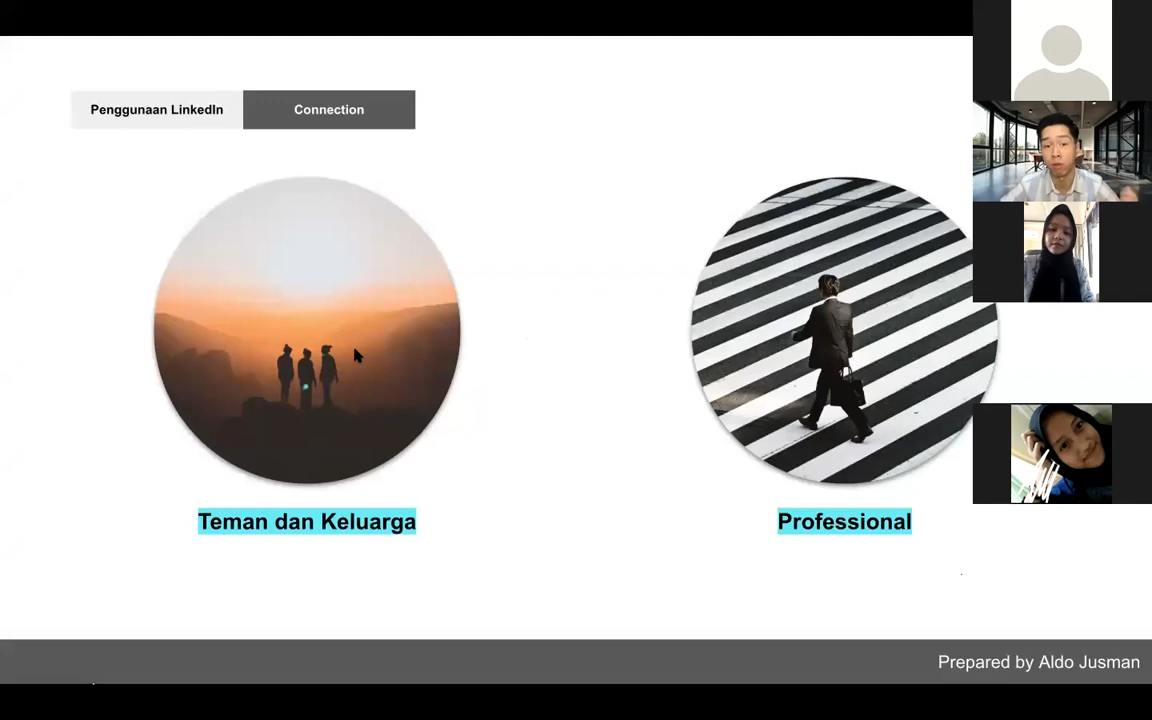 Penggunaan LinkedIn
Connection
Teman dan Keluarga
Professional
Prepared by Aldo Jusman